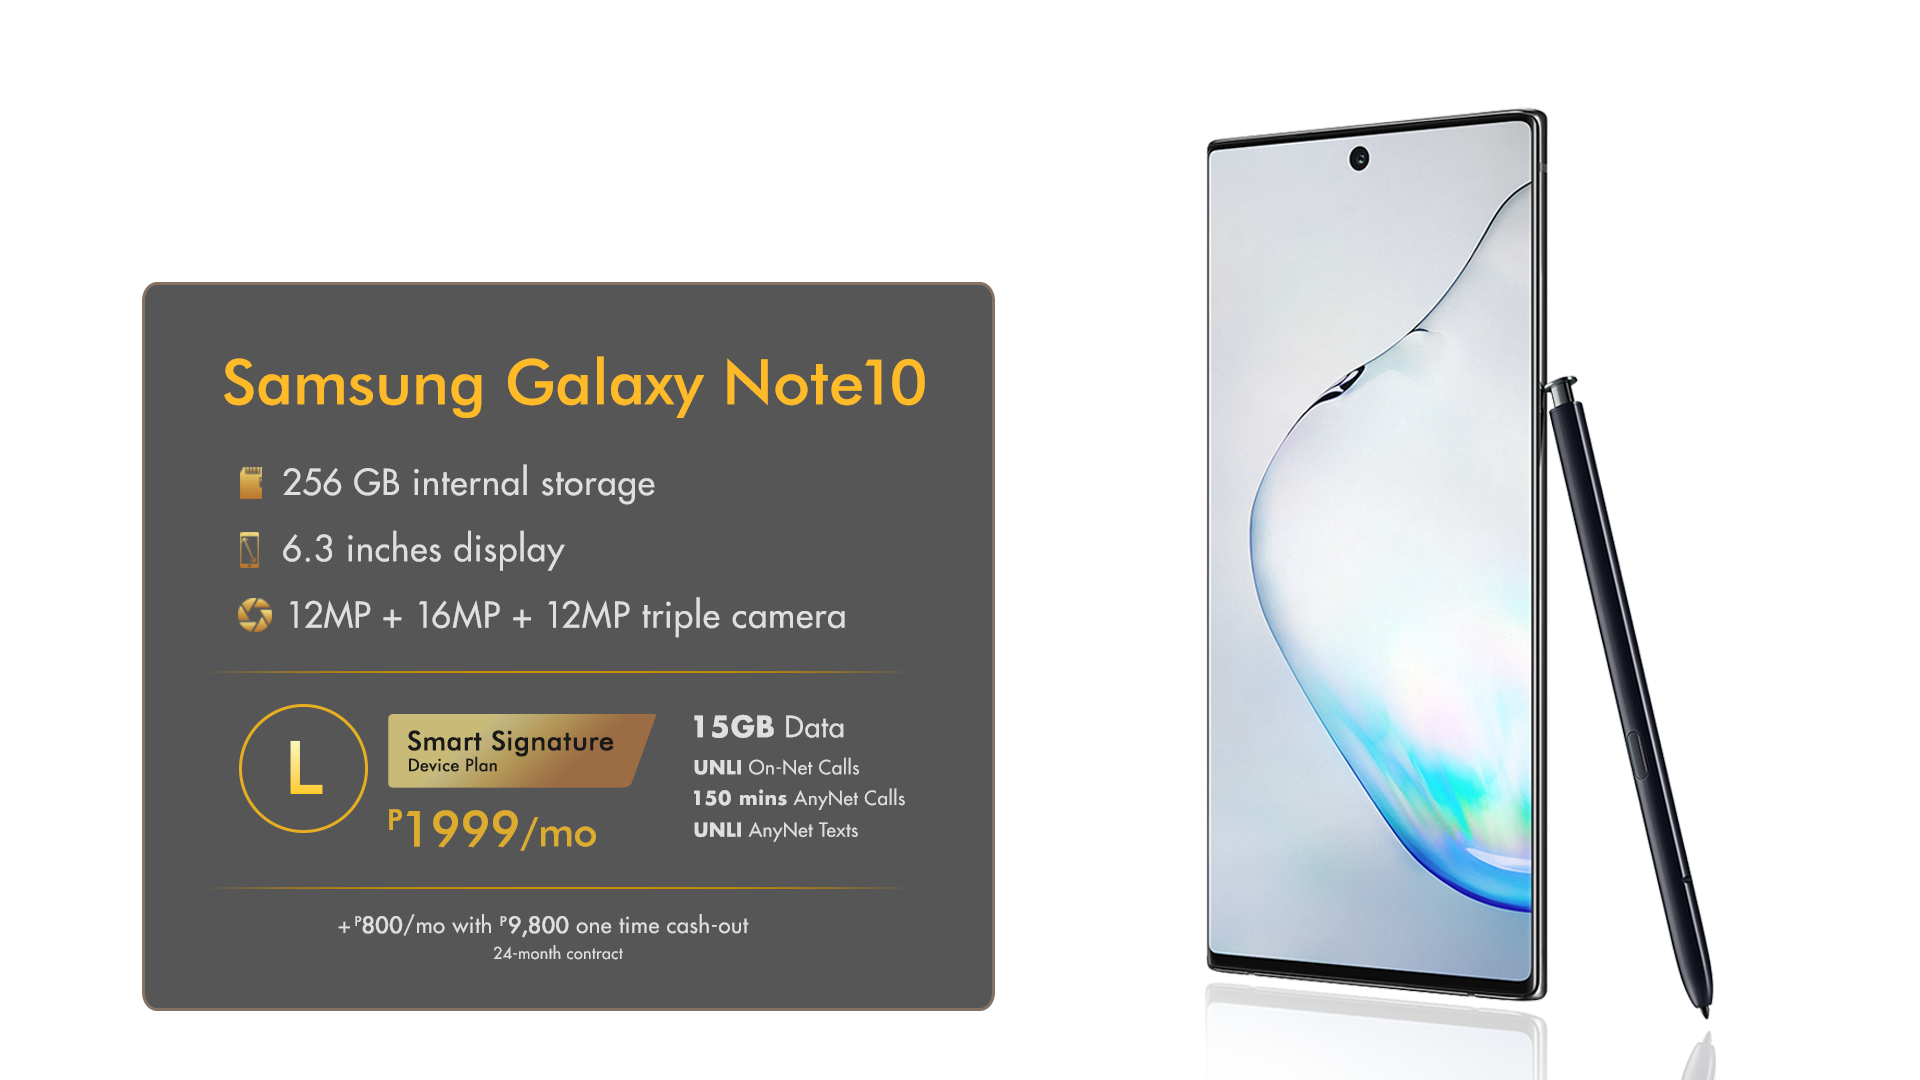 Samsung Galaxy Note10
256 GB internal storage
6.3 inches display
12MP + 16MP + 12MP triple camera
L
Smart Signature
Device Plan
₱1999/mo
15GB Data
UNLI On-Net Calls
150 mins AnyNet Calls
UNLI AnyNet Texts
+₱800/mo with ₱9,800 one time cash-out
24-month contract